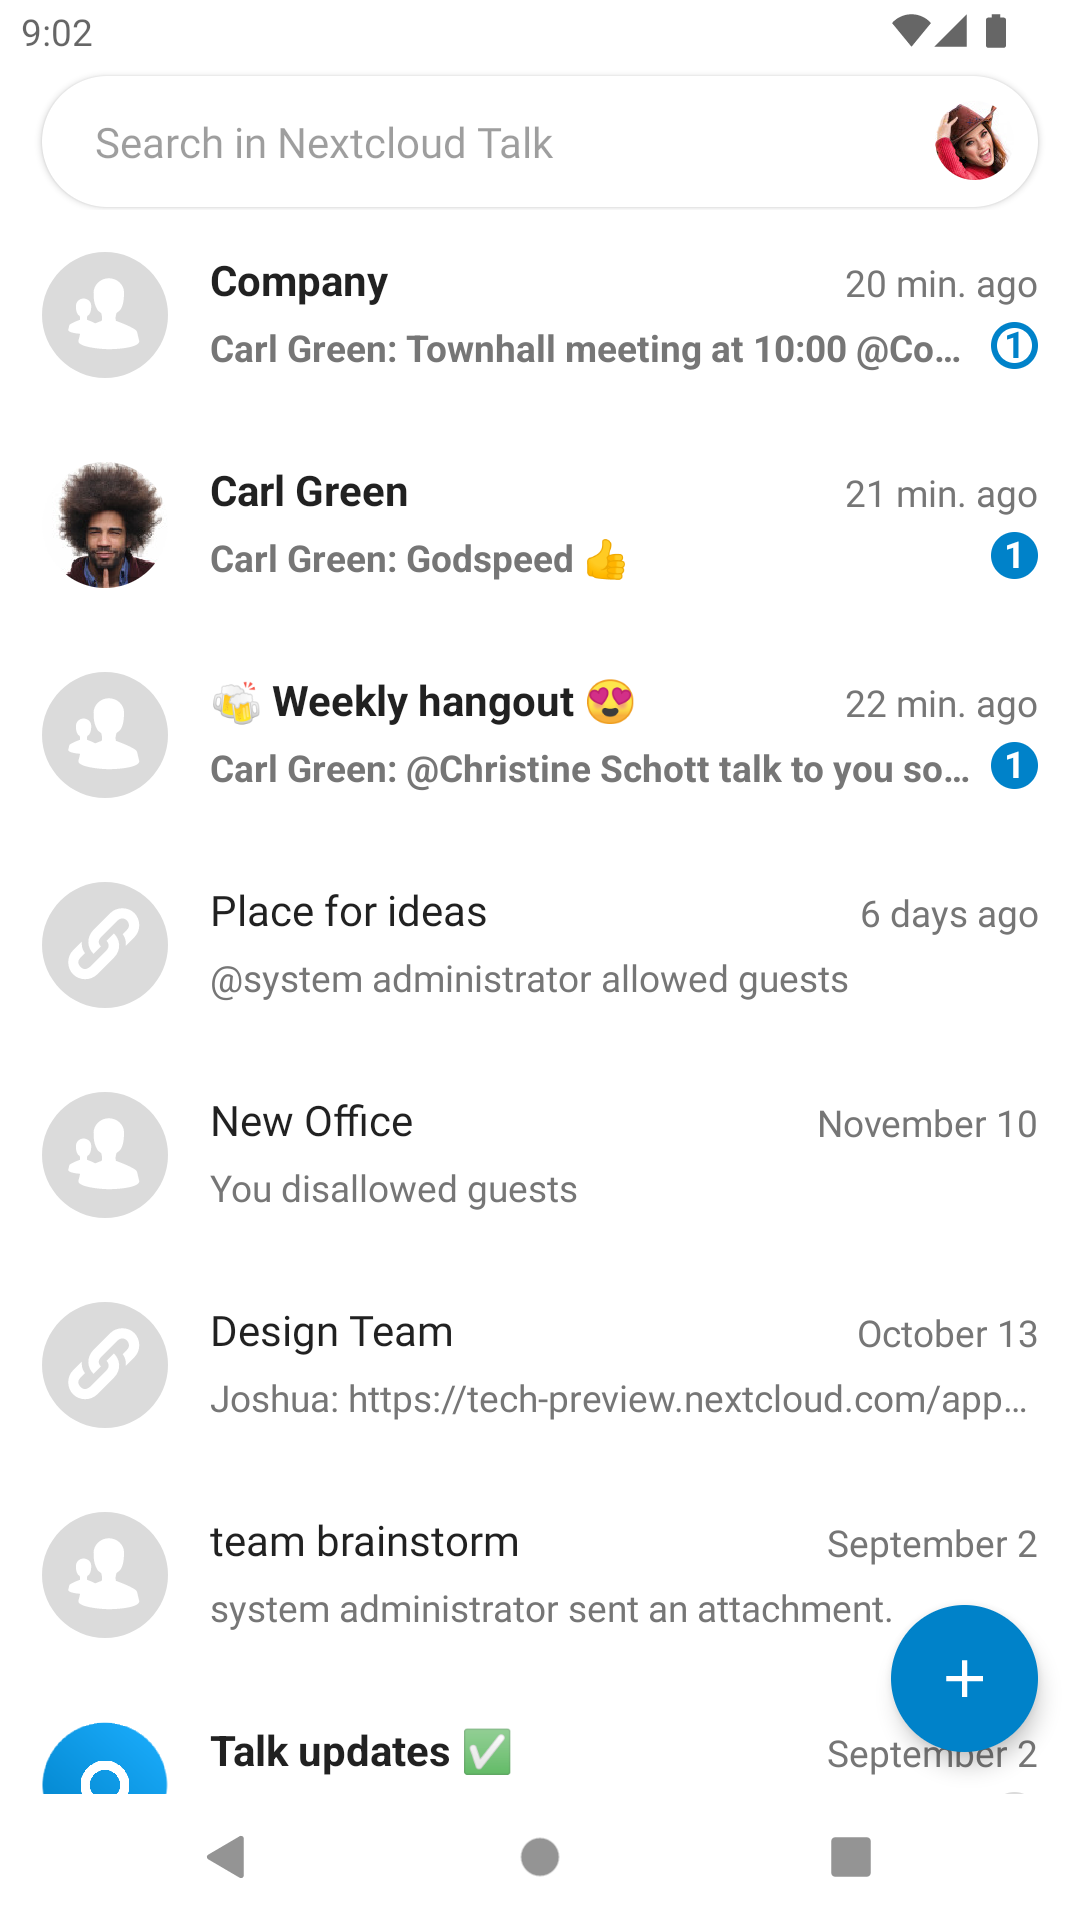 9:02
Search in Nextcloud Talk
Company
20 min. ago
Carl Green: Townhall meeting at 10:00 @Co...
1
Carl Green
21 min. ago
Carl Green: Godspeed 👍
1
🍻 Weekly hangout 😍
22 min. ago
Carl Green: @Christine Schott talk to you so...
1
Place for ideas
6 days ago
@system administrator allowed guests
New Office
November 10
You disallowed guests
Design Team
October 13
Joshua: https://tech-preview.nextcloud.com/app...
team brainstorm
September 2
system administrator sent an attachment.
Talk updates ✅
September 2